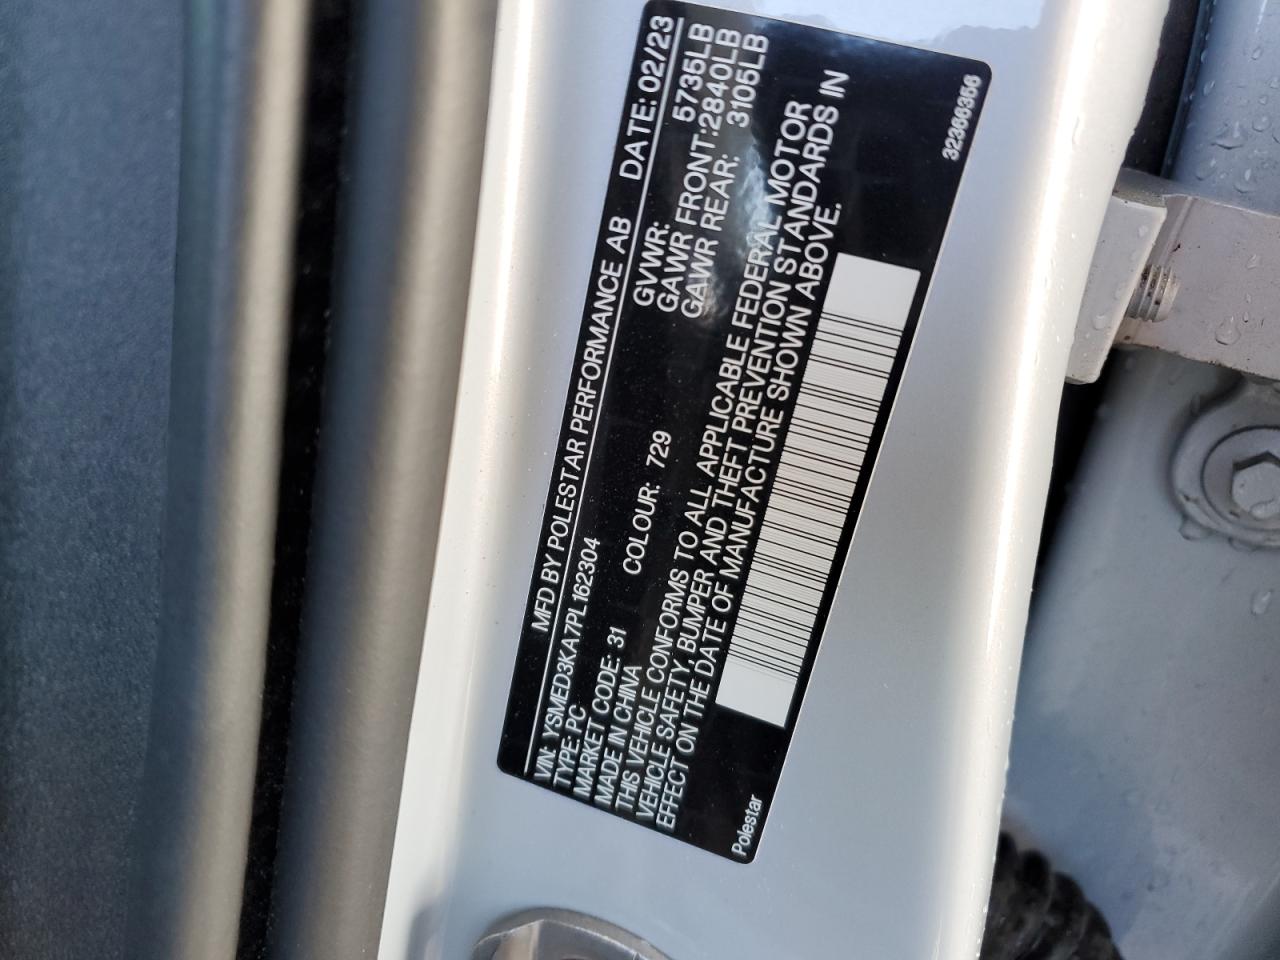 MFD BY POLESTAR PERFORMANCE AB DATE: 02/23
VIN: YSMED3KA7PL162304 GVWR: 5735LB
TYPE: PC GAWR FRONT: 2840LB
MARKET CODE: 31 COLOUR: 729 GAWR REAR: 3105LB
MADE IN CHINA
THIS VEHICLE CONFORMS TO ALL APPLICABLE FEDERAL MOTOR
VEHICLE SAFETY, BUMPER AND THEFT PREVENTION STANDARDS IN
EFFECT ON THE DATE OF MANUFACTURE SHOWN ABOVE.
Polestar 32366356